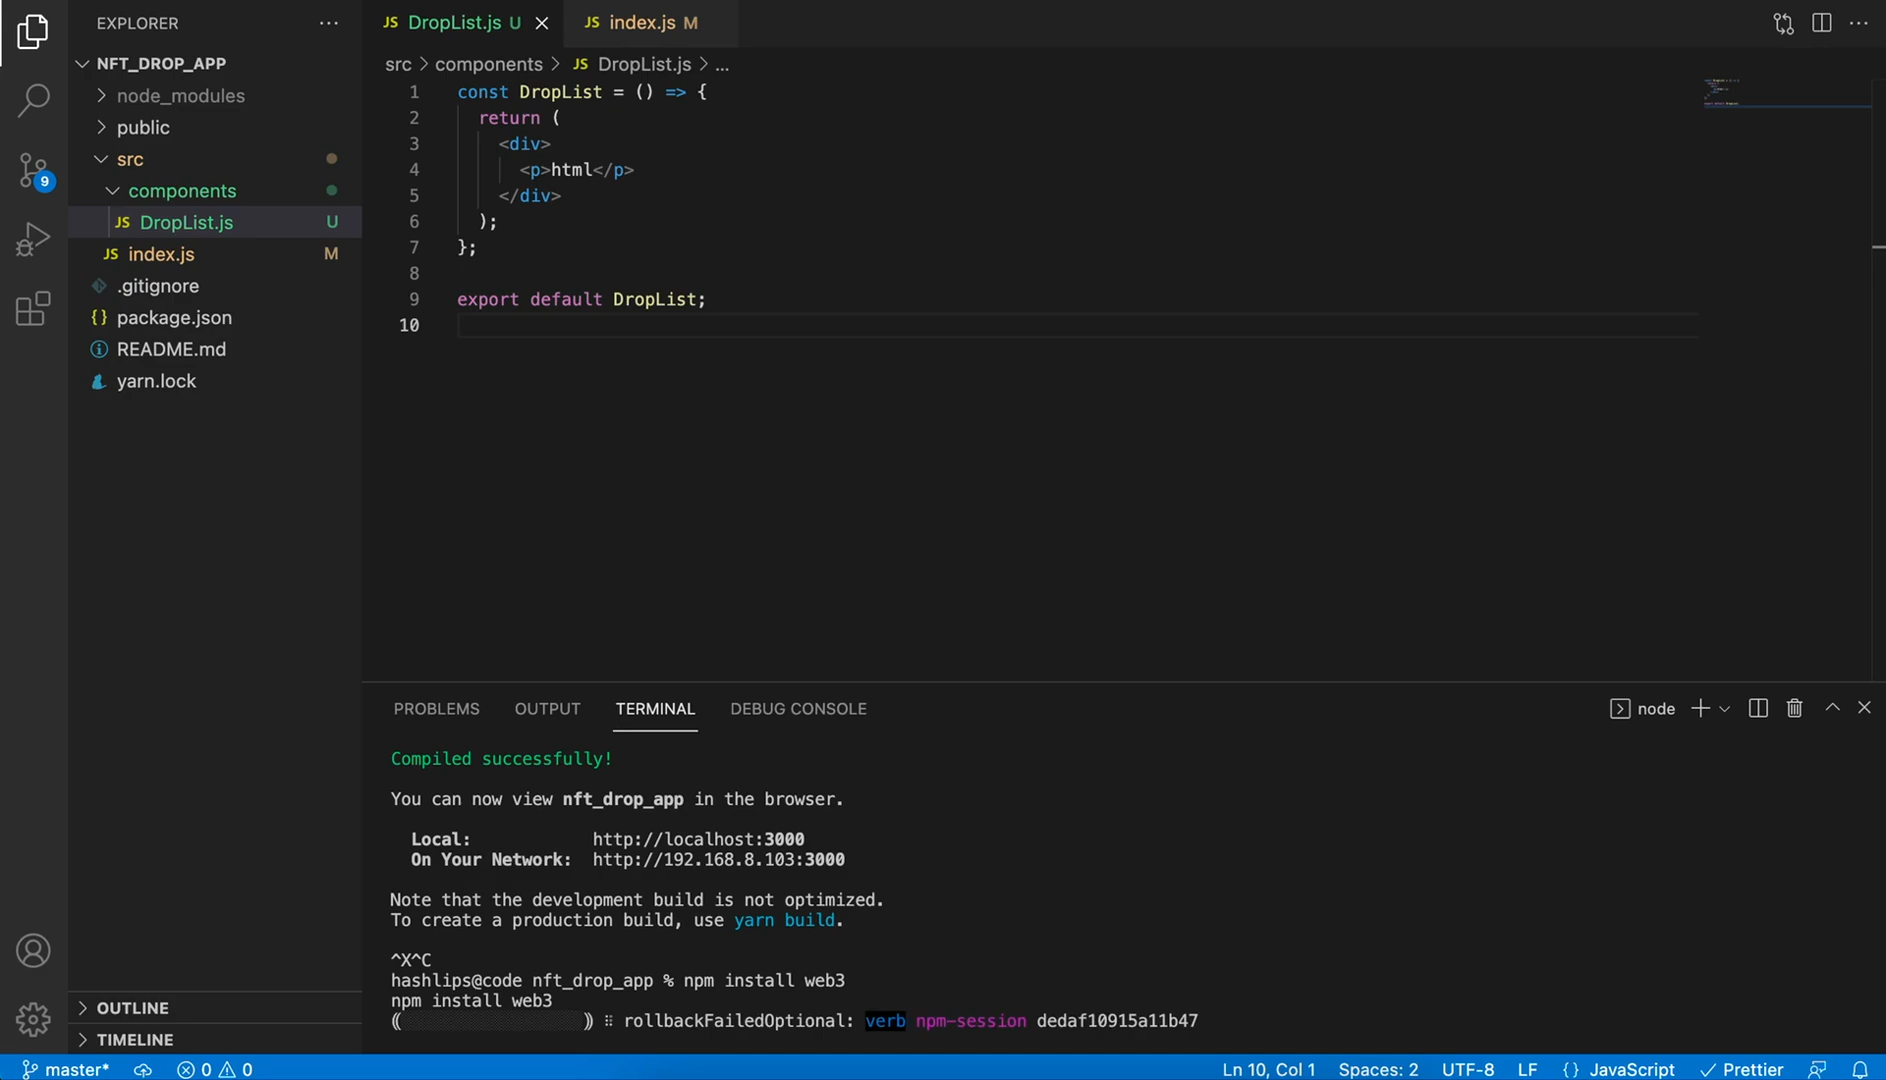 EXPLORER
NFT_DROP_APP
node_modules
public
src
components
JS DropList.js U
JS index.js M
.gitignore
{} package.json
README.md
yarn.lock
OUTLINE
TIMELINE
JS DropList.js U
JS index.js M
src > components > JS DropList.js > ...
1 const DropList = () => {
2 return (
3 <div>
4 <p>html</p>
5 </div>
6 );
7 };
8
9 export default DropList;
10
PROBLEMS OUTPUT TERMINAL DEBUG CONSOLE
node
Compiled successfully!
You can now view nft_drop_app in the browser.
Local: http://localhost:3000
On Your Network: http://192.168.8.103:3000
Note that the development build is not optimized.
To create a production build, use yarn build.
^X^C
hashlips@code nft_drop_app % npm install web3
npm install web3
(░░░░░░░░░░░░░░░░░░) ⠿ rollbackFailedOptional: verb npm-session dedaf10915a11b47
9
master* 0 0 Ln 10, Col 1 Spaces: 2 UTF-8 LF {} JavaScript Prettier